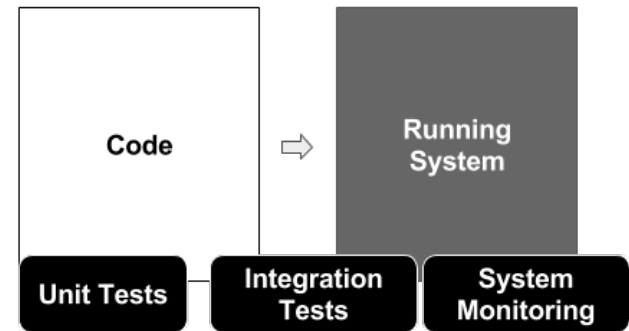 Code
Running
System
Unit Tests
Integration
Tests
System
Monitoring